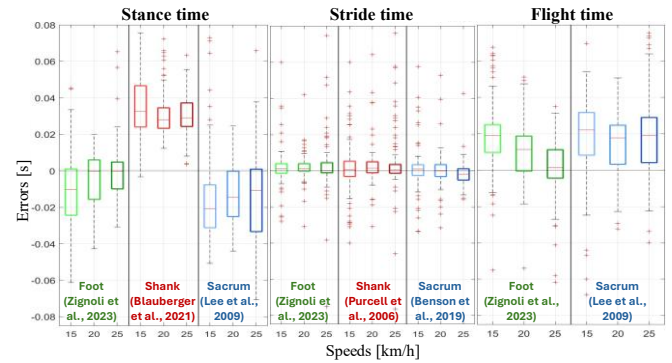 Stance time Stride time Flight time
0.08
0.06
0.04
0.02
0
-0.02
-0.04
-0.06
-0.08
Errors [s]
Foot
(Zignoli et
al., 2023)
Shank
(Blauberger
et al., 2021)
Sacrum
(Lee et al.,
2009)
Foot
(Zignoli et
al., 2023)
Shank
(Purcell et
al., 2006)
Sacrum
(Benson et
al., 2019)
Foot
(Zignoli et al.,
2023)
Sacrum
(Lee et al.,
2009)
15 20 25 15 20 25 15 20 25 15 20 25 15 20 25 15 20 25 15 20 25 15 20 25
Speeds [km/h]